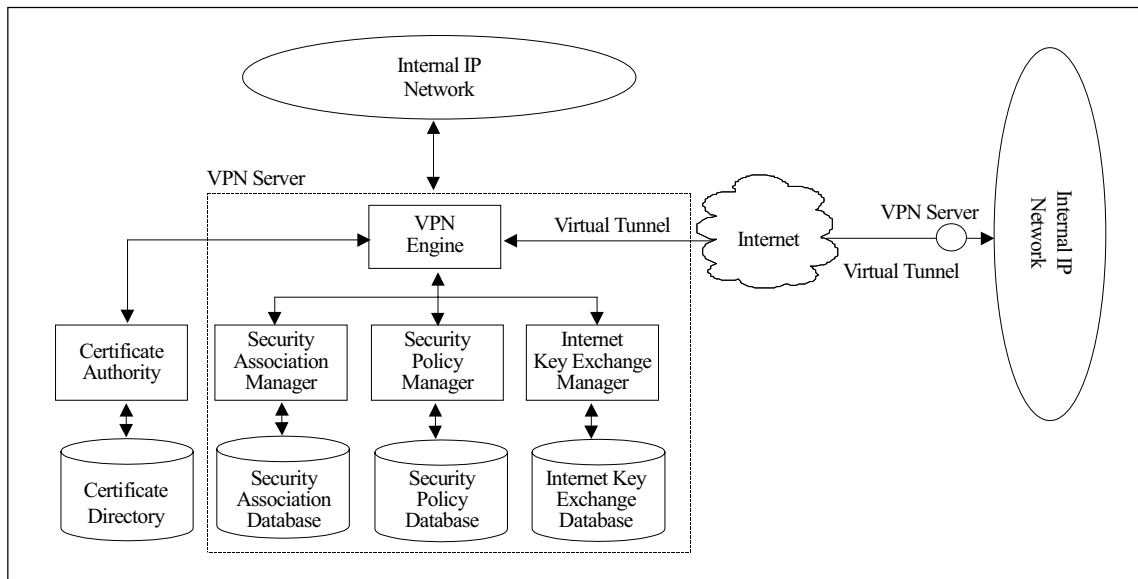 Internal IP
Network
VPN Server
VPN
Engine
Virtual Tunnel
Internet
VPN Server
Virtual Tunnel
Internal IP
Network
Certificate
Authority
Security
Association
Manager
Security
Policy
Manager
Internet
Key Exchange
Manager
Certificate
Directory
Security
Association
Database
Security
Policy
Database
Internet Key
Exchange
Database